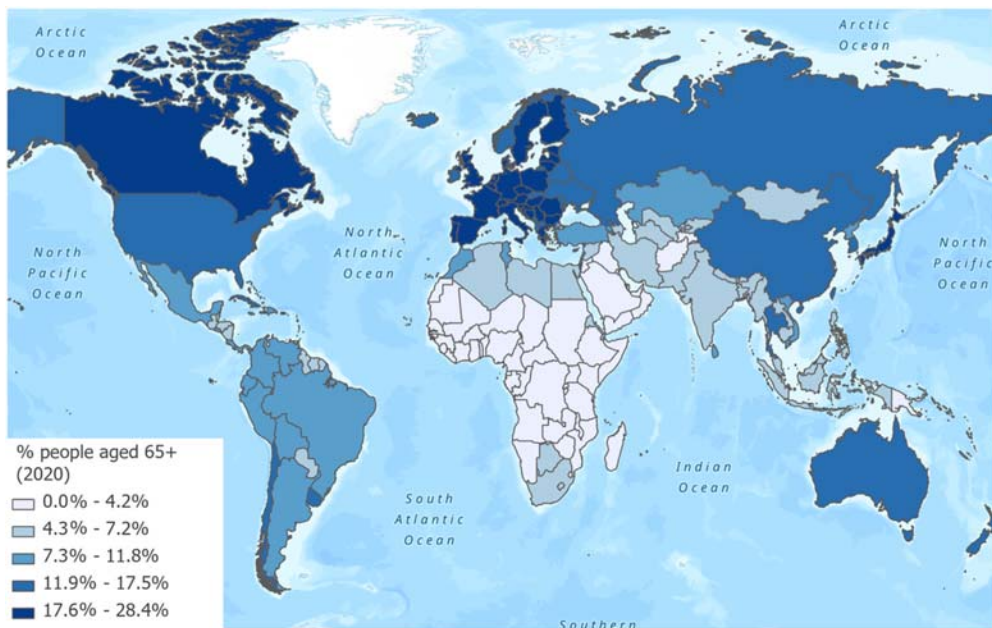 Arctic
Ocean
Arctic
Ocean
North
Pacific
Ocean
North
Atlantic
Ocean
North
Pacific
Ocean
South
Atlantic
Ocean
Indian
Ocean
Southern
% people aged 65+
(2020)
0.0% - 4.2%
4.3% - 7.2%
7.3% - 11.8%
11.9% - 17.5%
17.6% - 28.4%